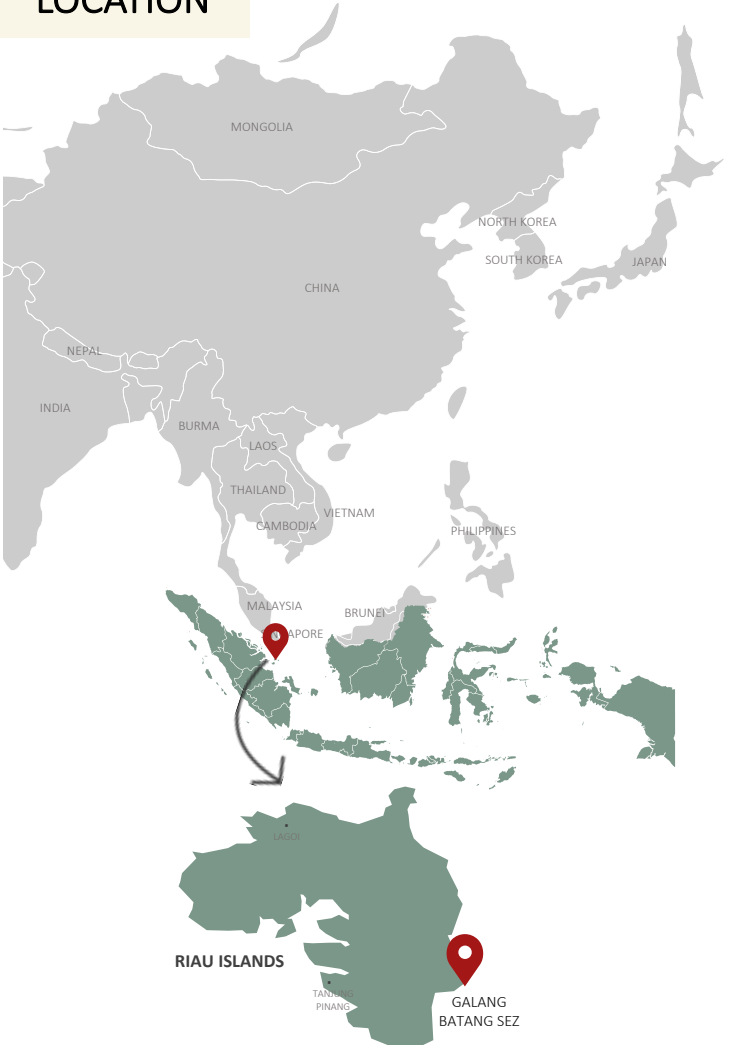 LOCATION
MONGOLIA
NORTH KOREA
SOUTH KOREA
JAPAN
CHINA
NEPAL
INDIA
BURMA
LAOS
THAILAND
VIETNAM
CAMBODIA
PHILIPPINES
MALAYSIA
BRUNEI
APORE
LAGOI
RIAU ISLANDS
TANJUNG
PINANG
GALANG
BATANG SEZ